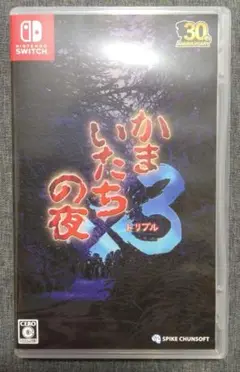 NINTENDO
SWITCH
30th
ANNIVERSARY
かま
いたち
の夜
×3
トリプル
CERO
SPIKE CHUNSOFT